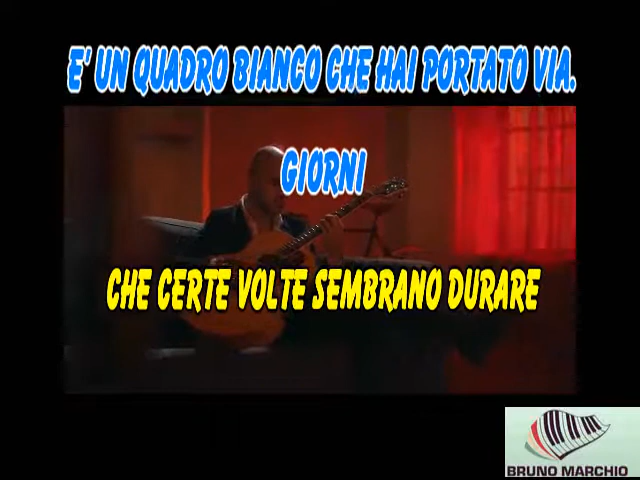 E' UN QUADRO BIANCO CHE HAI PORTATO VIA.
GIORNI
CHE CERTE VOLTE SEMBRANO DURARE
BRUNO MARCHIO